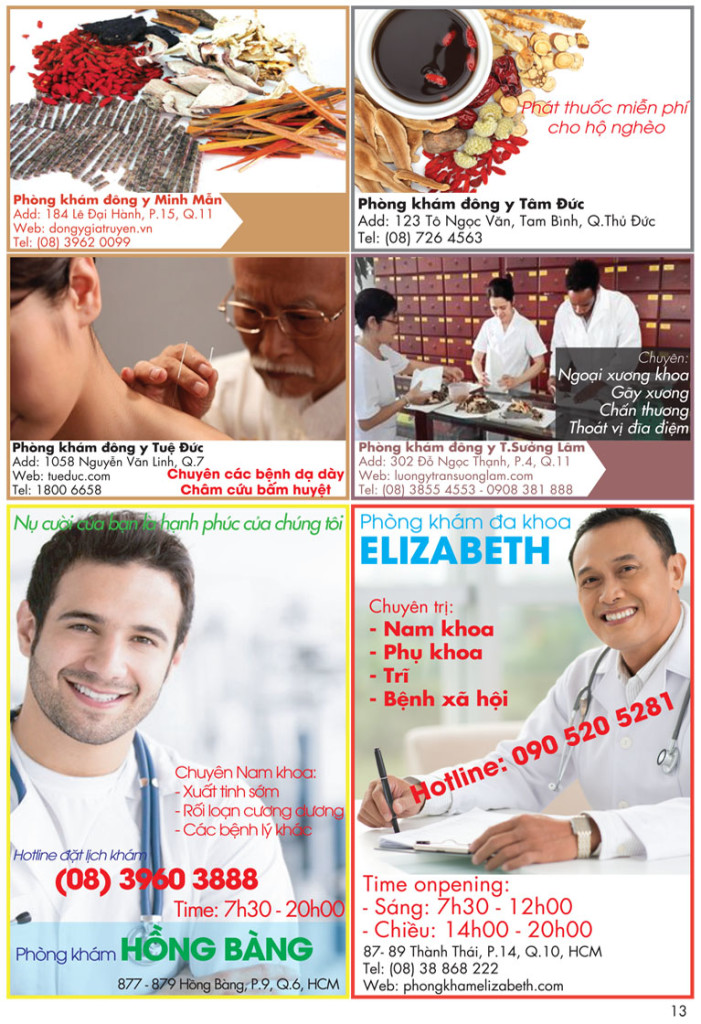 Phòng khám đông y Minh Mẫn
Add: 184 Lê Đại Hành, P.15, Q.11
Web: dongygiatruyen.vn
Tel: (08) 3962 0099
Phát thuốc miễn phí
cho hộ nghèo
Phòng khám đông y Tâm Đức
Add: 123 Tô Ngọc Văn, Tam Bình, Q.Thủ Đức
Tel: (08) 726 4563
Phòng khám đông y Tuệ Đức
Add: 1058 Nguyễn Văn Linh, Q.7
Web: tueduc.com
Tel: 1800 6658
Chuyên các bệnh dạ dày
Châm cứu bấm huyệt
Chuyên:
Ngoại xương khoa
Gãy xương
Chấn thương
Thoát vị đĩa điệm
Phòng khám đông y T.Sường Lâm
Add: 302 Đỗ Ngọc Thạnh, P.4, Q.11
Web: luongytransuonglam.com
Tel: (08) 3855 4553 - 0908 381 888
Nụ cười của bạn là hạnh phúc của chúng tôi
Chuyên Nam khoa:
- Xuất tinh sớm
- Rối loạn cương dương
- Các bệnh lý khác
Hotline đặt lịch khám
(08) 3960 3888
Time: 7h30 - 20h00
Phòng khám HỒNG BÀNG
877 - 879 Hồng Bàng, P.9, Q.6, HCM
Phòng khám đa khoa
ELIZABETH
Chuyên trị:
- Nam khoa
- Phụ khoa
- Trĩ
- Bệnh xã hội
Hotline: 090 520 5281
Time onpening:
- Sáng: 7h30 - 12h00
- Chiều: 14h00 - 20h00
87- 89 Thành Thái, P.14, Q.10, HCM
Tel: (08) 38 868 222
Web: phongkhamelizabeth.com
13